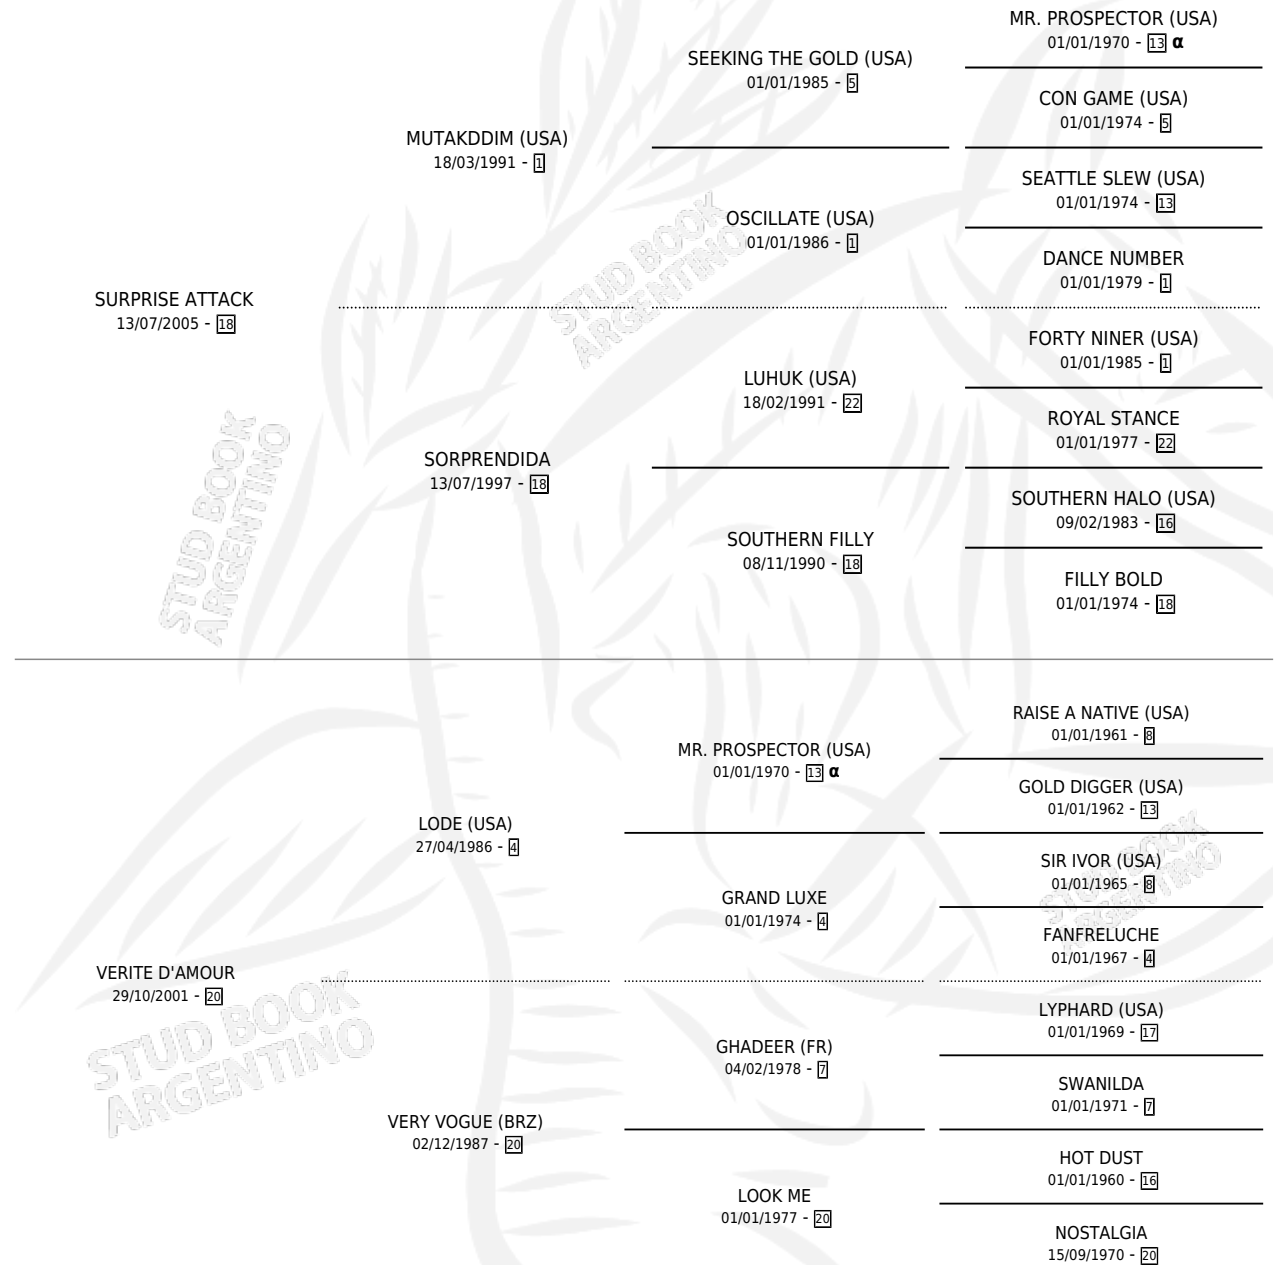 MR. PROSPECTOR (USA)
01/01/1970 - 13 α
SEEKING THE GOLD (USA)
01/01/1985 - 5
CON GAME (USA)
01/01/1974 - 5
MUTAKDDIM (USA)
18/03/1991 - 1
SEATTLE SLEW (USA)
01/01/1974 - 13
OSCILLATE (USA)
01/01/1986 - 1
DANCE NUMBER
01/01/1979 - 1
SURPRISE ATTACK
13/07/2005 - 18
FORTY NINER (USA)
01/01/1985 - 1
LUHUK (USA)
18/02/1991 - 22
ROYAL STANCE
01/01/1977 - 22
SORPRENDIDA
13/07/1997 - 18
SOUTHERN HALO (USA)
09/02/1983 - 16
SOUTHERN FILLY
08/11/1990 - 18
FILLY BOLD
01/01/1974 - 18
RAISE A NATIVE (USA)
01/01/1961 - 8
MR. PROSPECTOR (USA)
01/01/1970 - 13 α
GOLD DIGGER (USA)
01/01/1962 - 13
LODE (USA)
27/04/1986 - 4
SIR IVOR (USA)
01/01/1965 - 8
GRAND LUXE
01/01/1974 - 4
FANFRELUCHE
01/01/1967 - 4
VERITE D'AMOUR
29/10/2001 - 20
LYPHARD (USA)
01/01/1969 - 17
GHADEER (FR)
04/02/1978 - 7
SWANILDA
01/01/1971 - 7
VERY VOGUE (BRZ)
02/12/1987 - 20
HOT DUST
01/01/1960 - 16
LOOK ME
01/01/1977 - 20
NOSTALGIA
15/09/1970 - 20
STUD BOOK
ARGENTINO
STUD BOOK
ARGENTINO
STUD BOOK
ARGENTINO
STUD BOOK
ARGENTINO